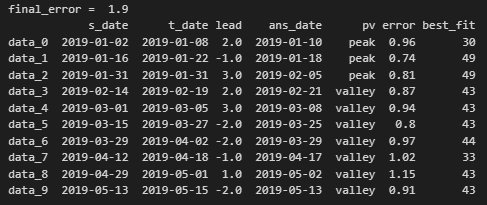 final_error =  1.9
s_date t_date lead ans_date pv error best_fit
data_0 2019-01-02 2019-01-08 2.0 2019-01-10 peak 0.96 30
data_1 2019-01-16 2019-01-22 -1.0 2019-01-18 peak 0.74 49
data_2 2019-01-31 2019-01-31 3.0 2019-02-05 peak 0.81 49
data_3 2019-02-14 2019-02-19 2.0 2019-02-21 valley 0.87 43
data_4 2019-03-01 2019-03-05 3.0 2019-03-08 valley 0.94 43
data_5 2019-03-15 2019-03-27 -2.0 2019-03-25 valley 0.8 43
data_6 2019-03-29 2019-04-02 -2.0 2019-03-29 valley 0.97 44
data_7 2019-04-12 2019-04-18 -1.0 2019-04-17 valley 1.02 33
data_8 2019-04-29 2019-05-01 1.0 2019-05-02 valley 1.15 43
data_9 2019-05-13 2019-05-15 -2.0 2019-05-13 valley 0.91 43